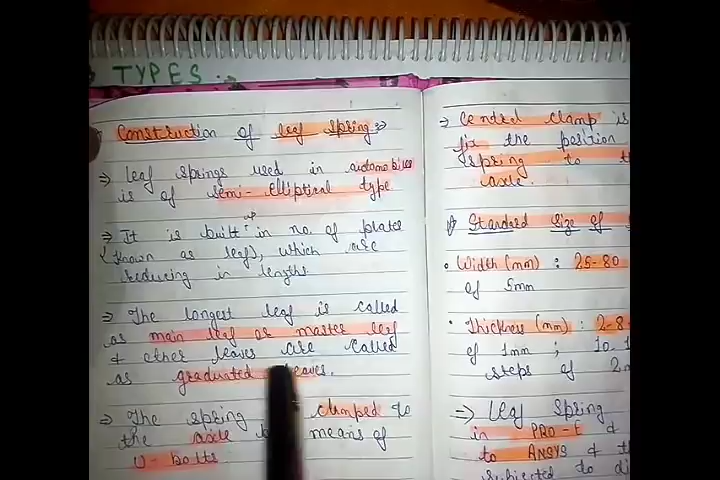 TYPES :-
Construction of leaf spring :⇒
⇒ Leaf springs used in automobiles
is of semi-elliptical type
⇒ It is built up in no. of plates
(known as leaf), which are
reducing in lengths.
⇒ The longest leaf is called
as main leaf or master leaf
& other leaves are called
as graduated leaves.
⇒ The spring clamped to
the axle means of
U-bolts
⇒ Centred clamp is
fix the position
spring to
axle.
Standard size of
• Width (mm) : 25-80
of 5mm
• Thickness (mm) : 2-8
of 1mm ; 10,
steps of
⇒ Leaf Spring
in PRO-E &
to ANSYS &
subjected to